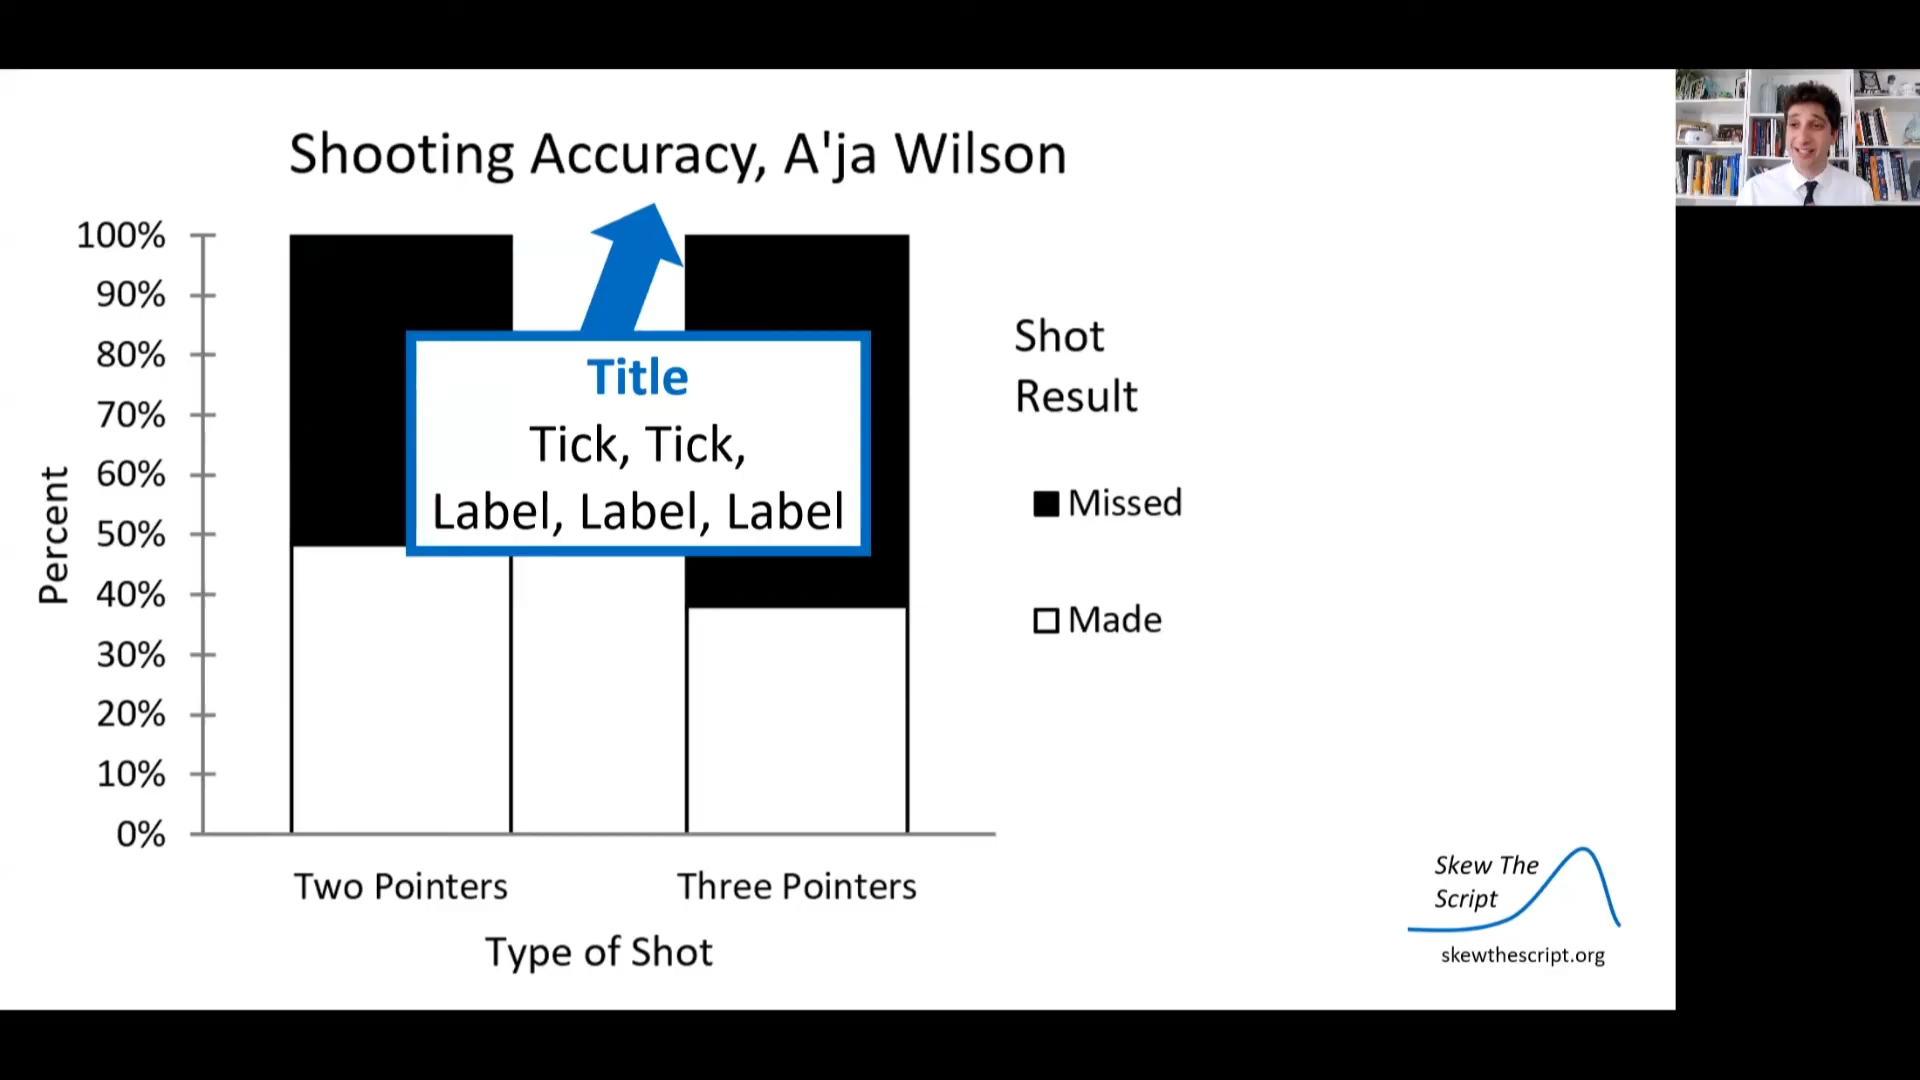 Shooting Accuracy, A'ja Wilson
100%
90%
80%
70%
60%
50%
40%
30%
20%
10%
0%
Percent
Title
Tick, Tick,
Label, Label, Label
Shot
Result
Missed
Made
Two Pointers
Three Pointers
Type of Shot
Skew The
Script
skewthescript.org